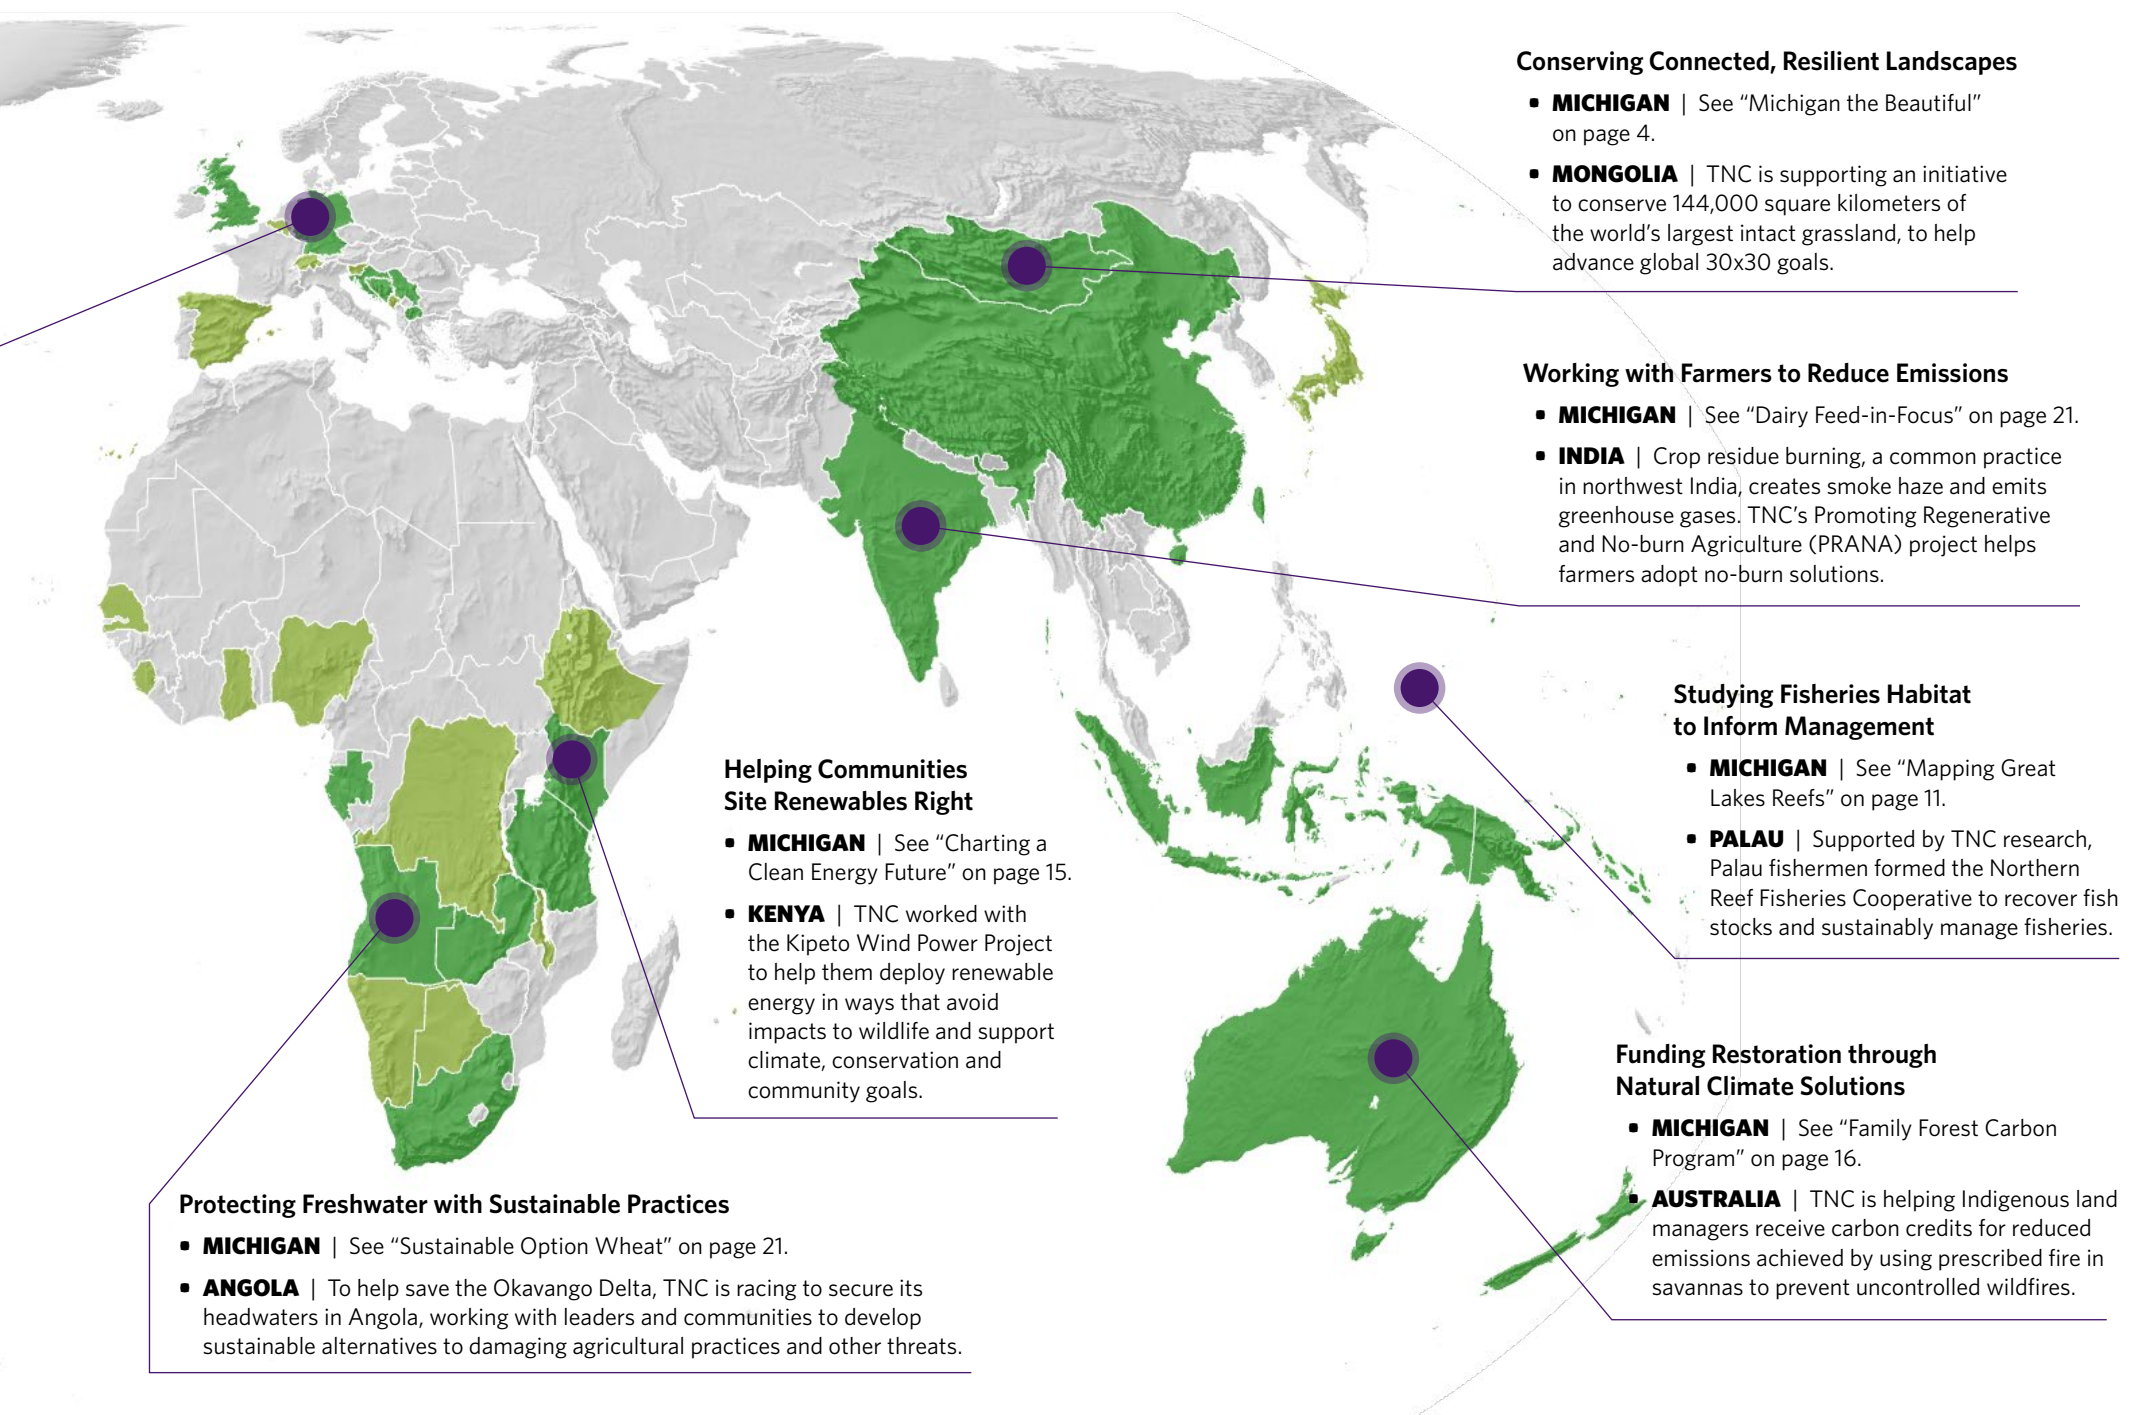 Conserving Connected, Resilient Landscapes
• MICHIGAN | See “Michigan the Beautiful”
on page 4.
• MONGOLIA | TNC is supporting an initiative
to conserve 144,000 square kilometers of
the world’s largest intact grassland, to help
advance global 30x30 goals.
Working with Farmers to Reduce Emissions
• MICHIGAN | See “Dairy Feed-in-Focus” on page 21.
• INDIA | Crop residue burning, a common practice
in northwest India, creates smoke haze and emits
greenhouse gases. TNC’s Promoting Regenerative
and No-burn Agriculture (PRANA) project helps
farmers adopt no-burn solutions.
Studying Fisheries Habitat
to Inform Management
• MICHIGAN | See “Mapping Great
Lakes Reefs” on page 11.
• PALAU | Supported by TNC research,
Palau fishermen formed the Northern
Reef Fisheries Cooperative to recover fish
stocks and sustainably manage fisheries.
Helping Communities
Site Renewables Right
• MICHIGAN | See “Charting a
Clean Energy Future” on page 15.
• KENYA | TNC worked with
the Kipeto Wind Power Project
to help them deploy renewable
energy in ways that avoid
impacts to wildlife and support
climate, conservation and
community goals.
Funding Restoration through
Natural Climate Solutions
• MICHIGAN | See “Family Forest Carbon
Program” on page 16.
• AUSTRALIA | TNC is helping Indigenous land
managers receive carbon credits for reduced
emissions achieved by using prescribed fire in
savannas to prevent uncontrolled wildfires.
Protecting Freshwater with Sustainable Practices
• MICHIGAN | See “Sustainable Option Wheat” on page 21.
• ANGOLA | To help save the Okavango Delta, TNC is racing to secure its
headwaters in Angola, working with leaders and communities to develop
sustainable alternatives to damaging agricultural practices and other threats.